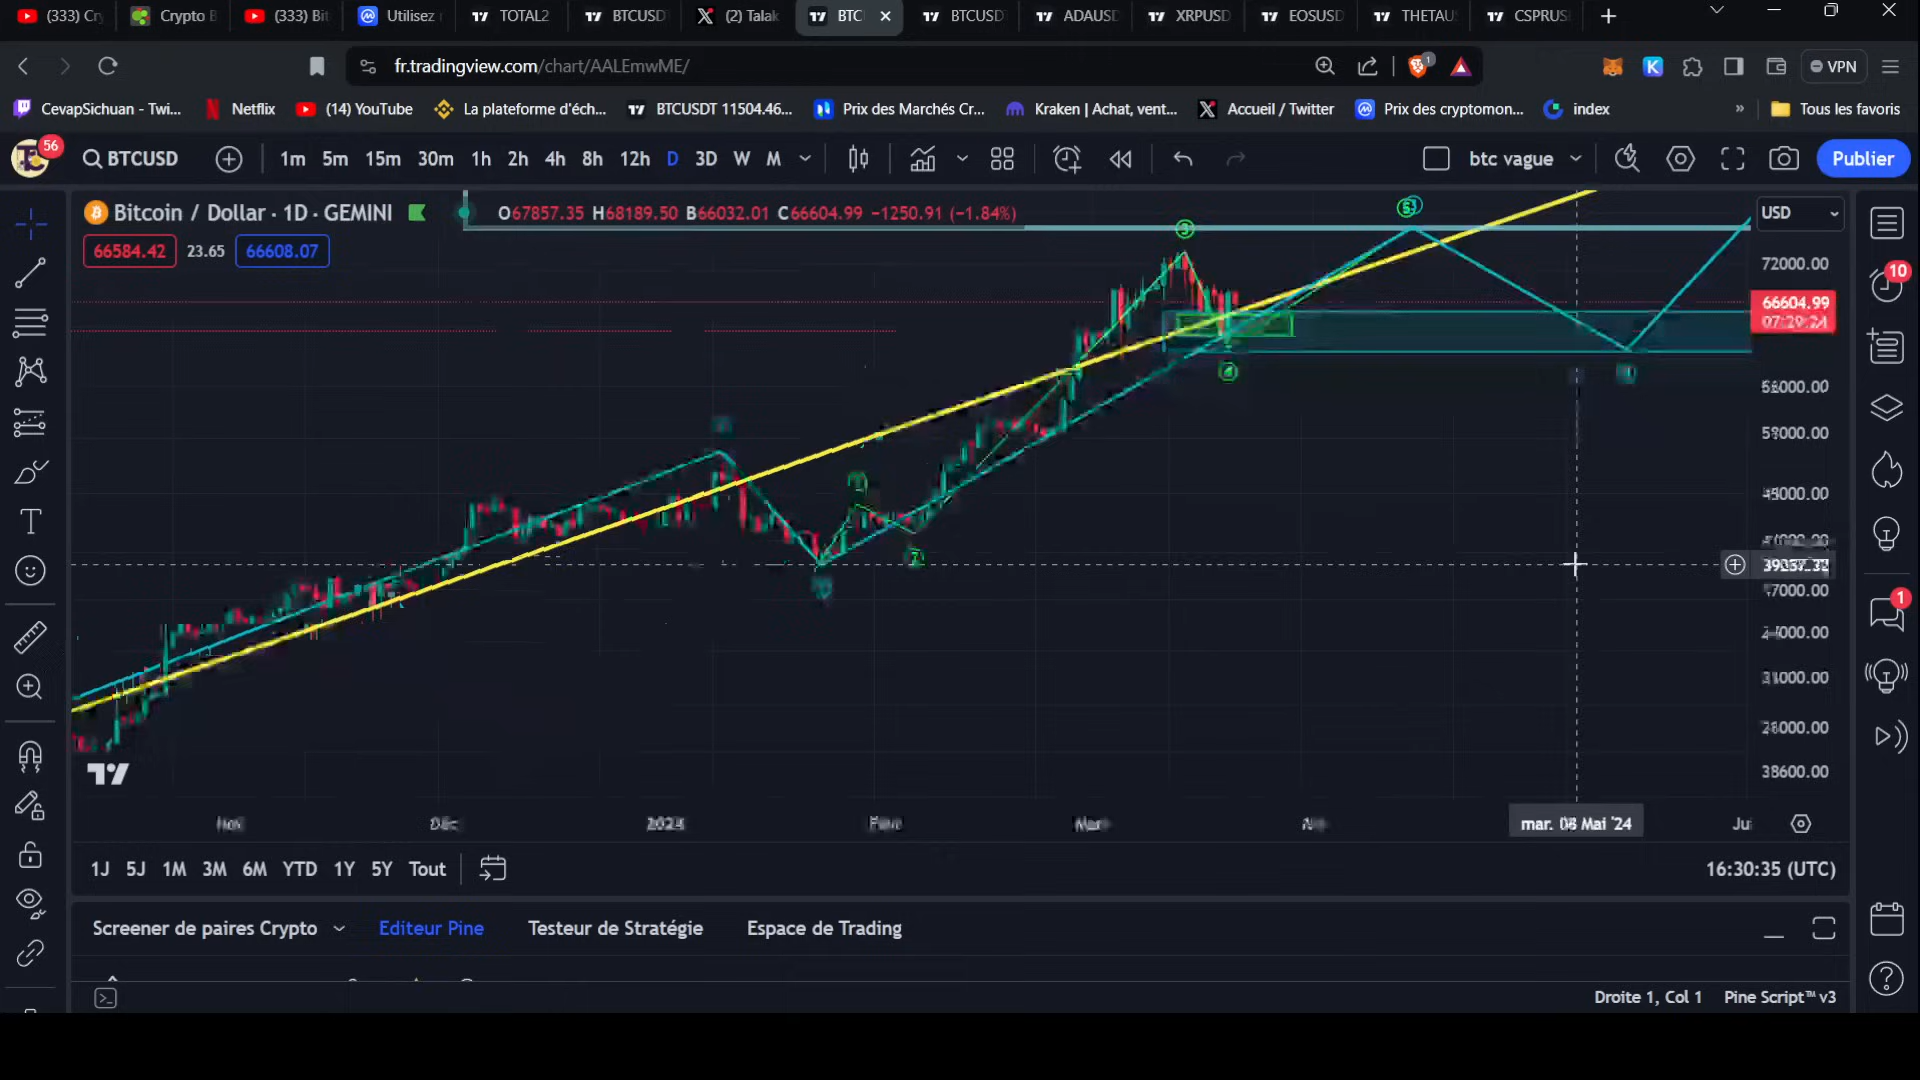 (333) Cr
Crypto B
(333) Bit
Utilisez
TOTAL2
BTCUSDT
(2) Talak
BTC
BTCUSD
ADAUSD
XRPUSD
EOSUSD
THETAU
CSPRUS
fr.tradingview.com/chart/AALEmwME/
1
VPN
CevapSichuan - Twi...
Netflix
(14) YouTube
La plateforme d'éch...
BTCUSDT 11504.46...
Prix des Marchés Cr...
Kraken | Achat, vent...
Accueil / Twitter
Prix des cryptomon...
index
»
Tous les favoris
56
BTCUSD
1m 5m 15m 30m 1h 2h 4h 8h 12h D 3D W M
btc vague
Publier
Bitcoin / Dollar · 1D · GEMINI
O67857.35 H68189.50 B66032.01 C66604.99 −1250.91 (−1.84%)
USD
66584.42
23.65
66608.07
72000.00
10
66604.99
1
mar. 08 Mai '24
2024
1J 5J 1M 3M 6M YTD 1Y 5Y Tout
16:30:35 (UTC)
Screener de paires Crypto
Editeur Pine
Testeur de Stratégie
Espace de Trading
Droite 1, Col 1
Pine Script™ v3